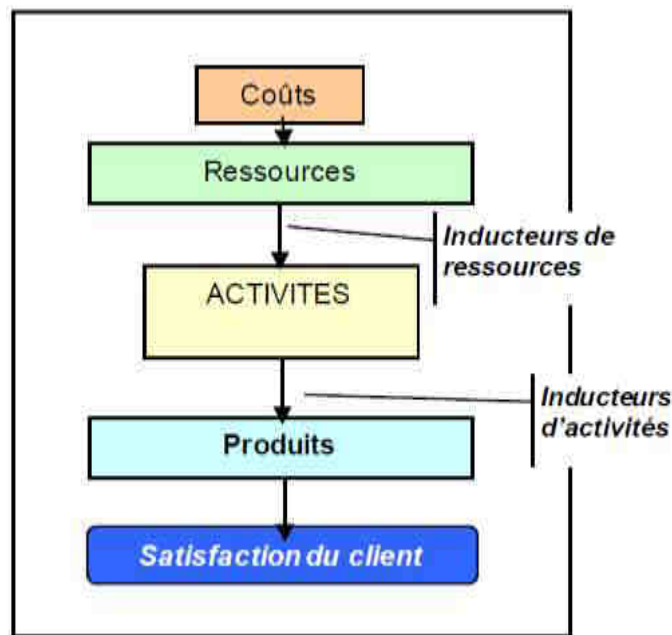 Coûts
Ressources
Inducteurs de
ressources
ACTIVITES
Inducteurs
d'activités
Produits
Satisfaction du client